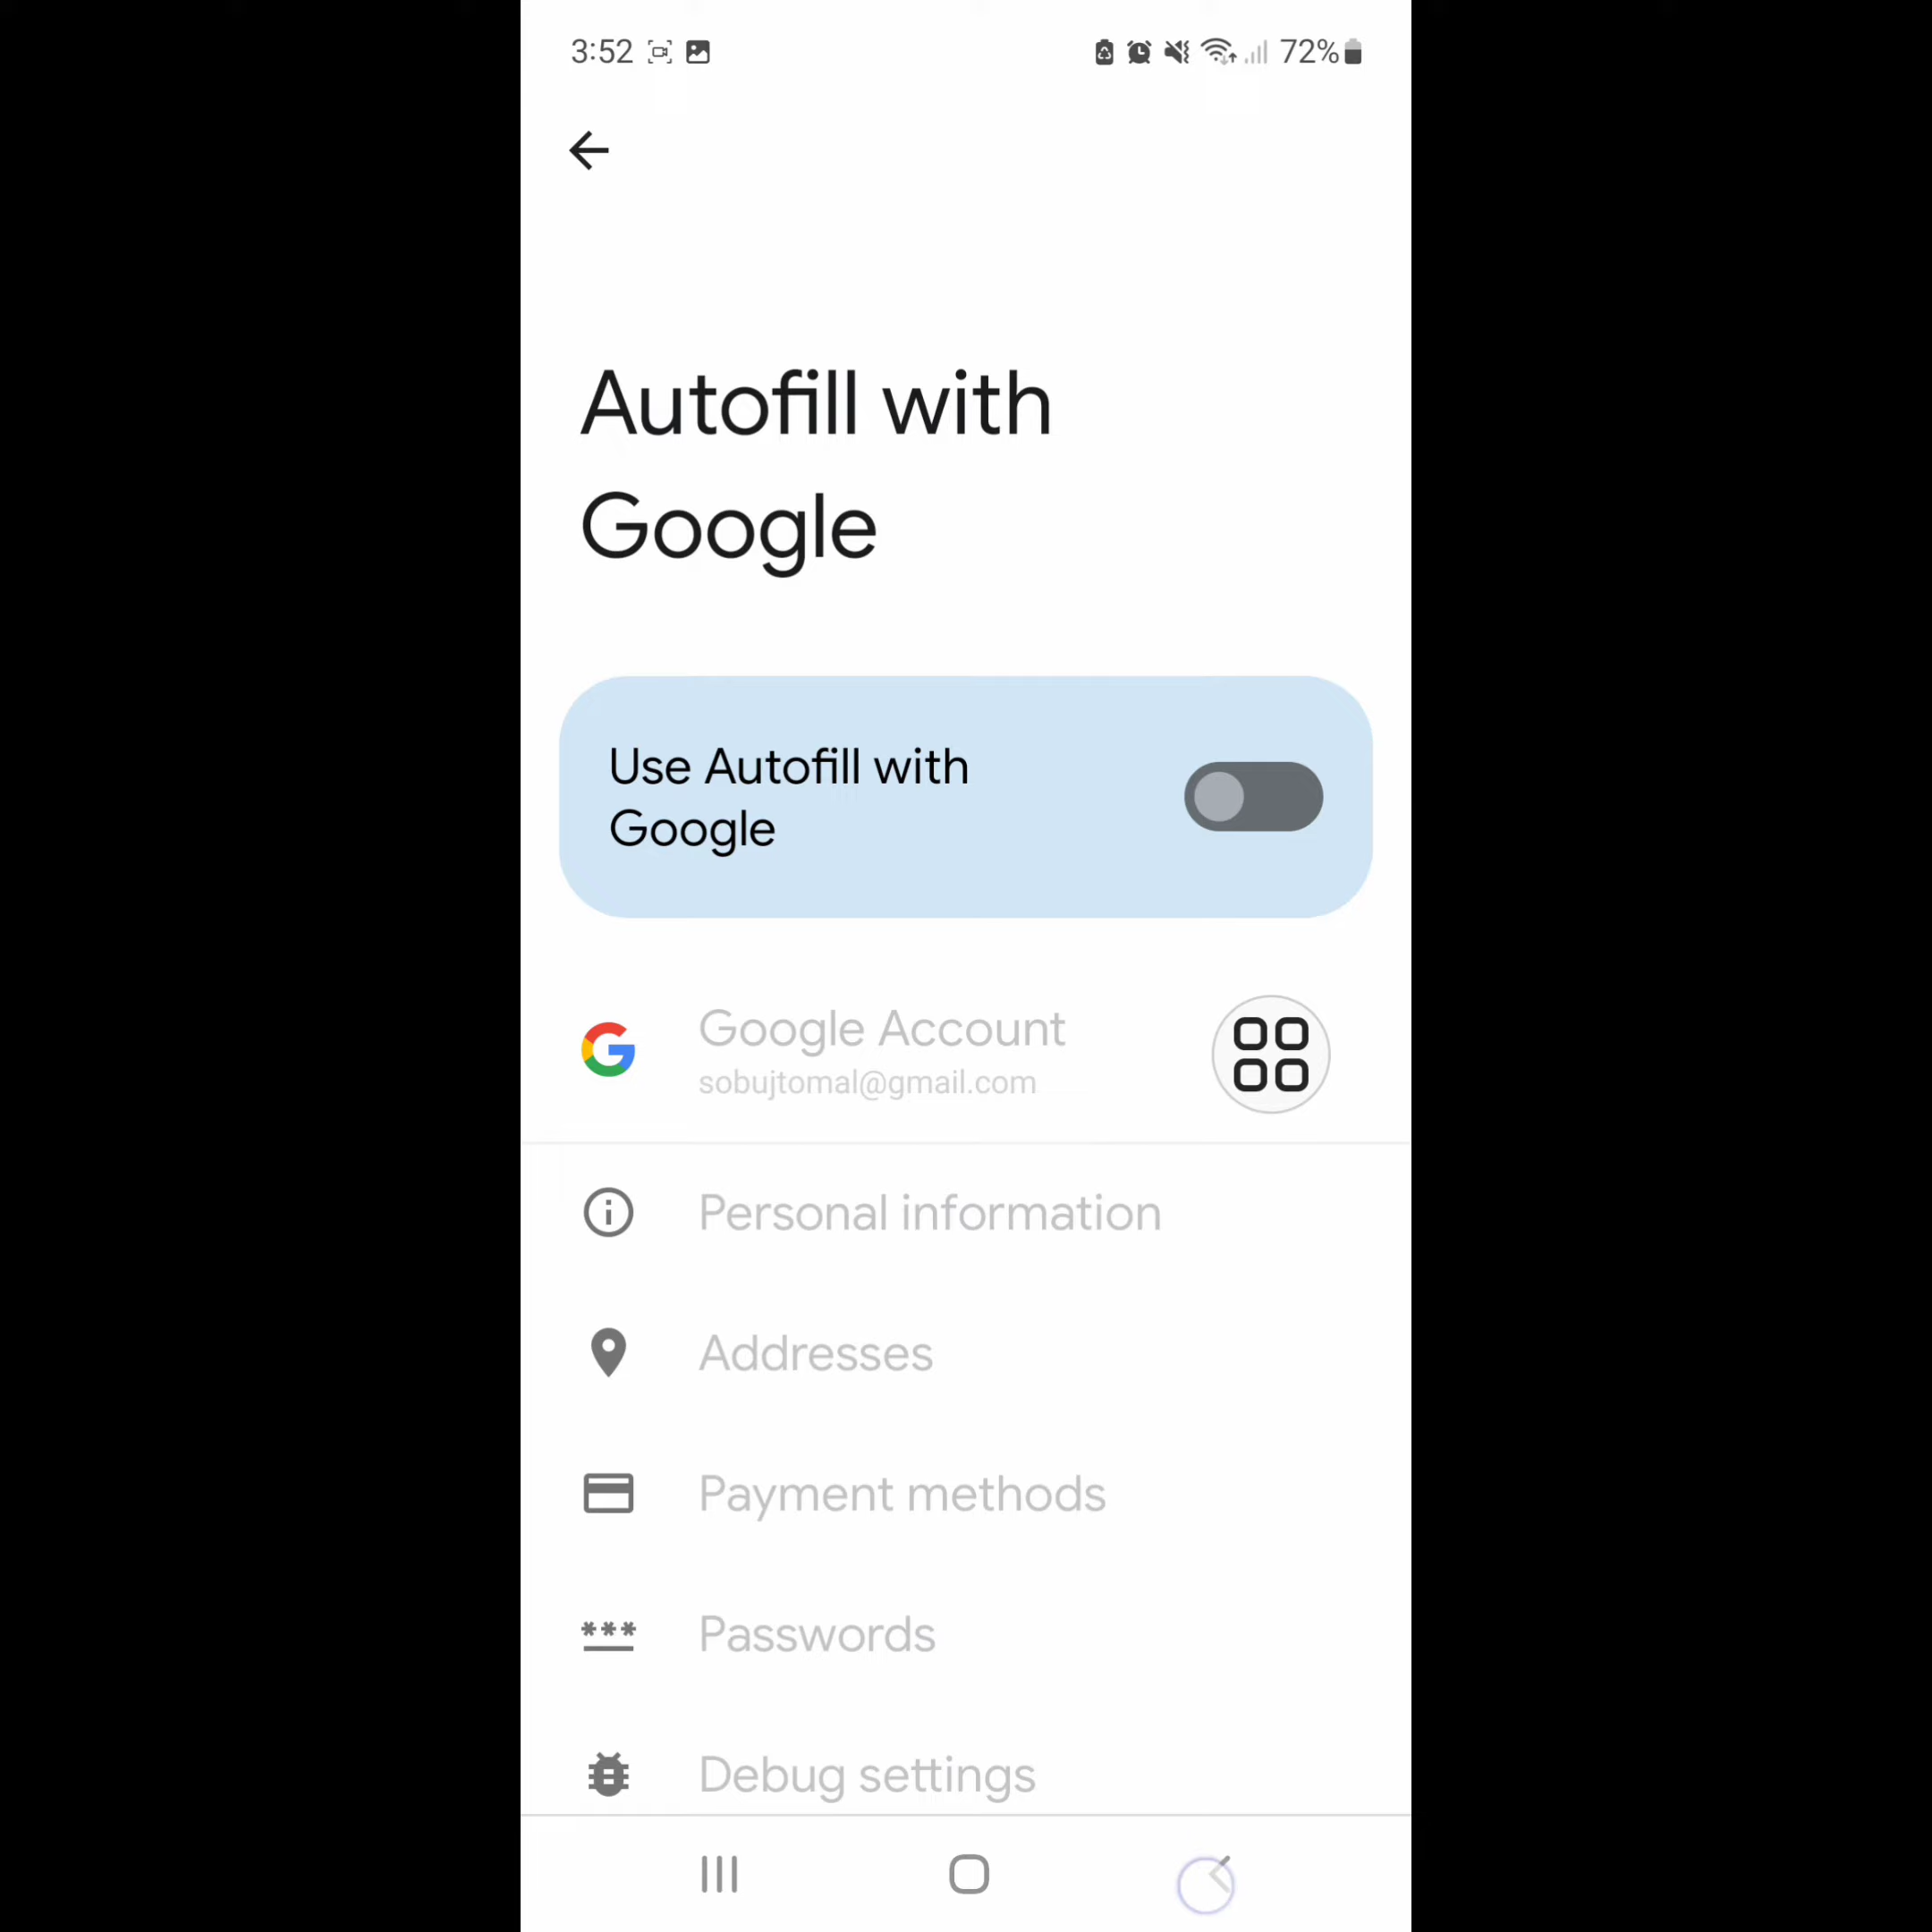 3:52
72%
Autofill with
Google
Use Autofill with
Google
Google Account
sobujtomal@gmail.com
Personal information
Addresses
Payment methods
Passwords
Debug settings